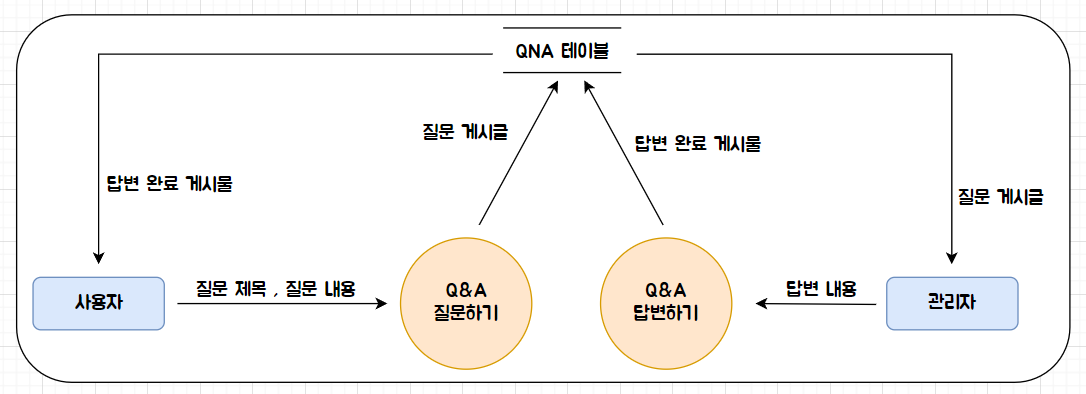 QNA 테이블
질문 게시글
답변 완료 게시물
답변 완료 게시물
질문 게시글
사용자
질문 제목 , 질문 내용
Q&A
질문하기
Q&A
답변하기
답변 내용
관리자